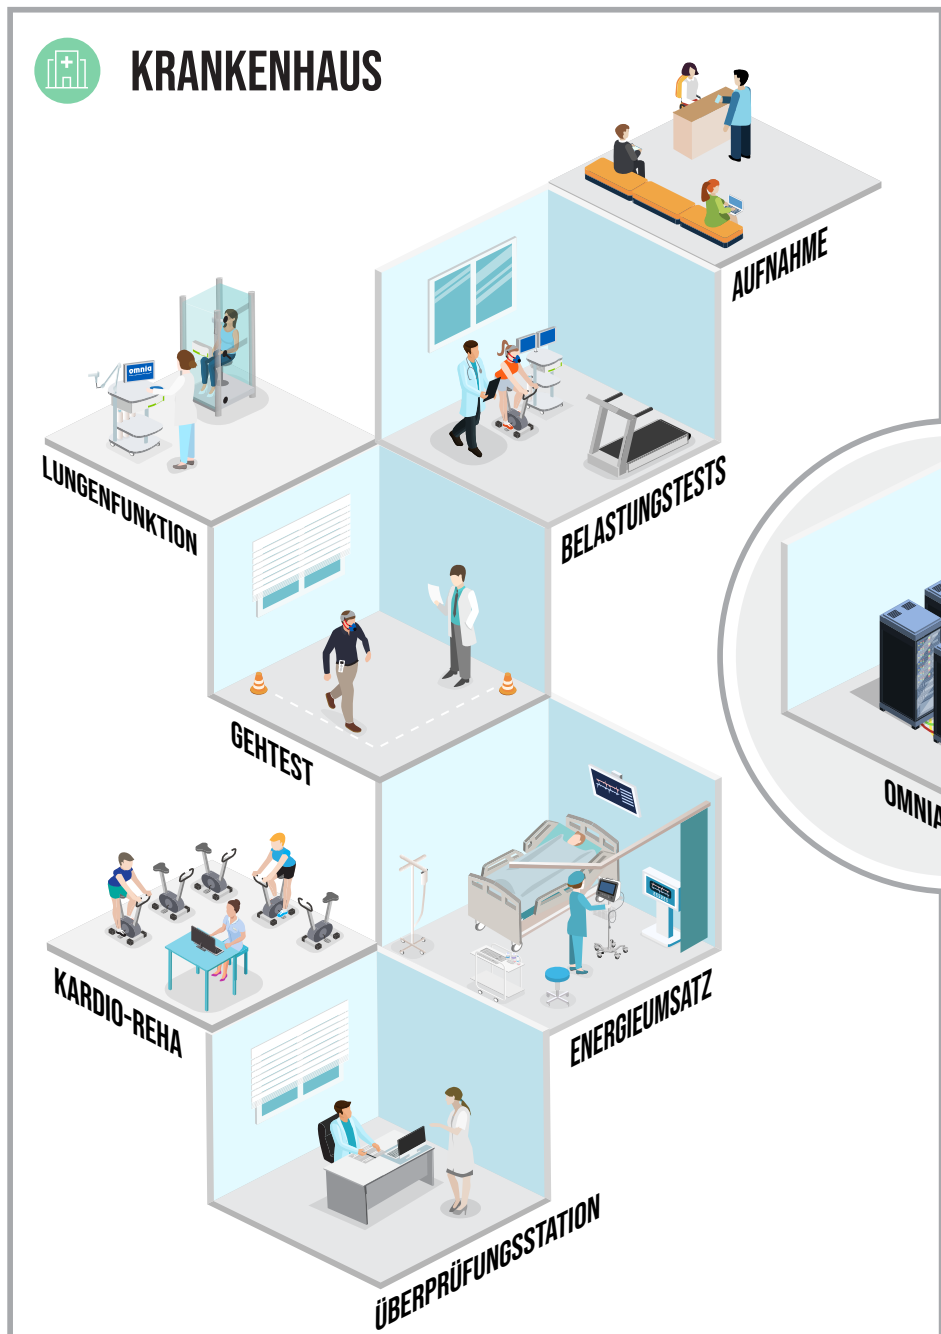 KRANKENHAUS
AUFNAHME
omnia
LUNGENFUNKTION
BELASTUNGSTESTS
GEHTEST
OMNIA
KARDIO-REHA
ENERGIEUMSATZ
ÜBERPRÜFUNGSSTATION